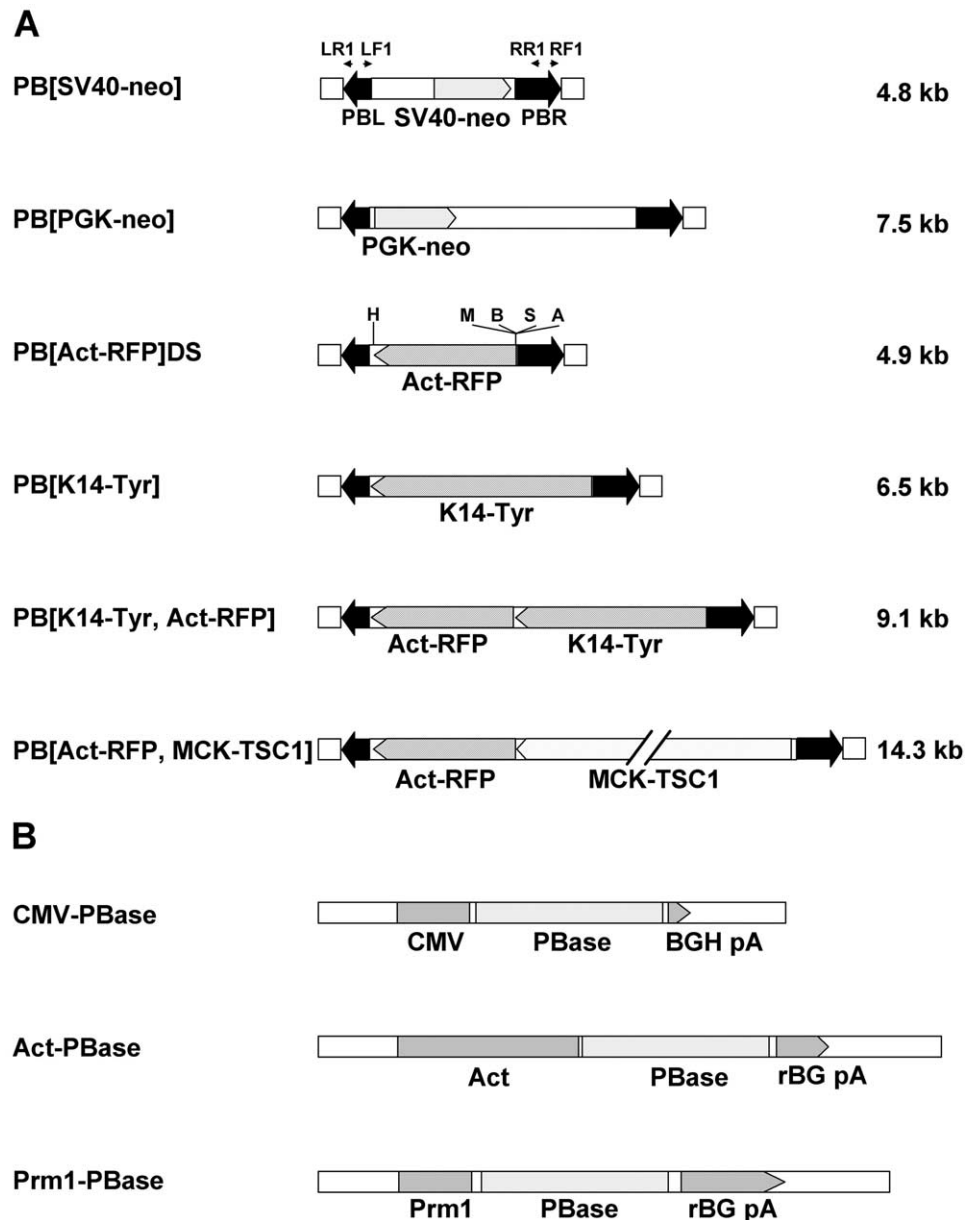 A
LR1 LF1 RR1 RF1
PB[SV40-neo] 4.8 kb
PBL SV40-neo PBR
PB[PGK-neo] 7.5 kb
PGK-neo
H M B S A
PB[Act-RFP]DS 4.9 kb
Act-RFP
PB[K14-Tyr] 6.5 kb
K14-Tyr
PB[K14-Tyr, Act-RFP] 9.1 kb
Act-RFP K14-Tyr
PB[Act-RFP, MCK-TSC1] 14.3 kb
Act-RFP MCK-TSC1
B
CMV-PBase
CMV PBase BGH pA
Act-PBase
Act PBase rBG pA
Prm1-PBase
Prm1 PBase rBG pA